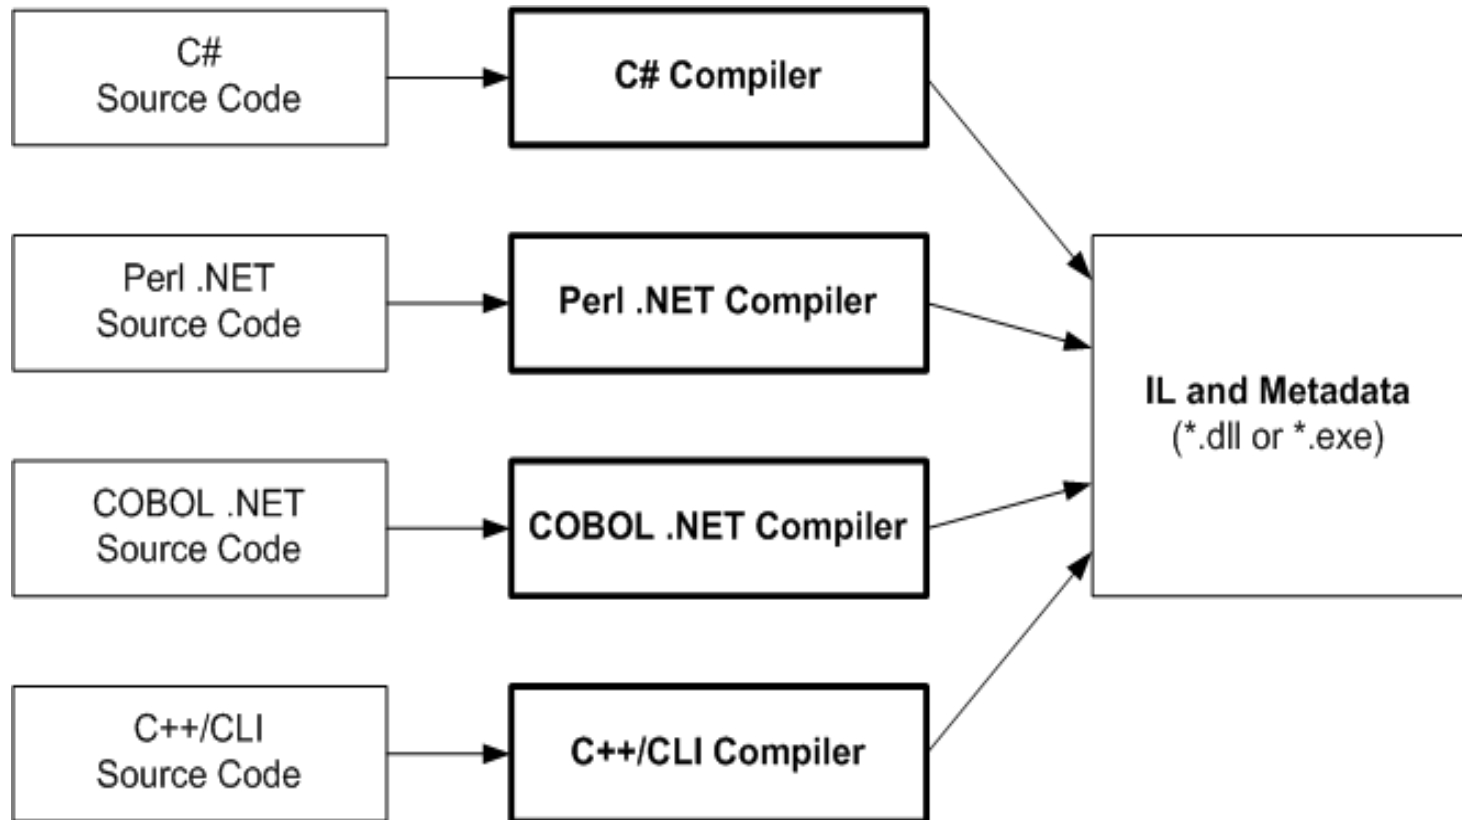 C#
Source Code
C# Compiler
Perl .NET
Source Code
Perl .NET Compiler
IL and Metadata
(*.dll or *.exe)
COBOL .NET
Source Code
COBOL .NET Compiler
C++/CLI
Source Code
C++/CLI Compiler